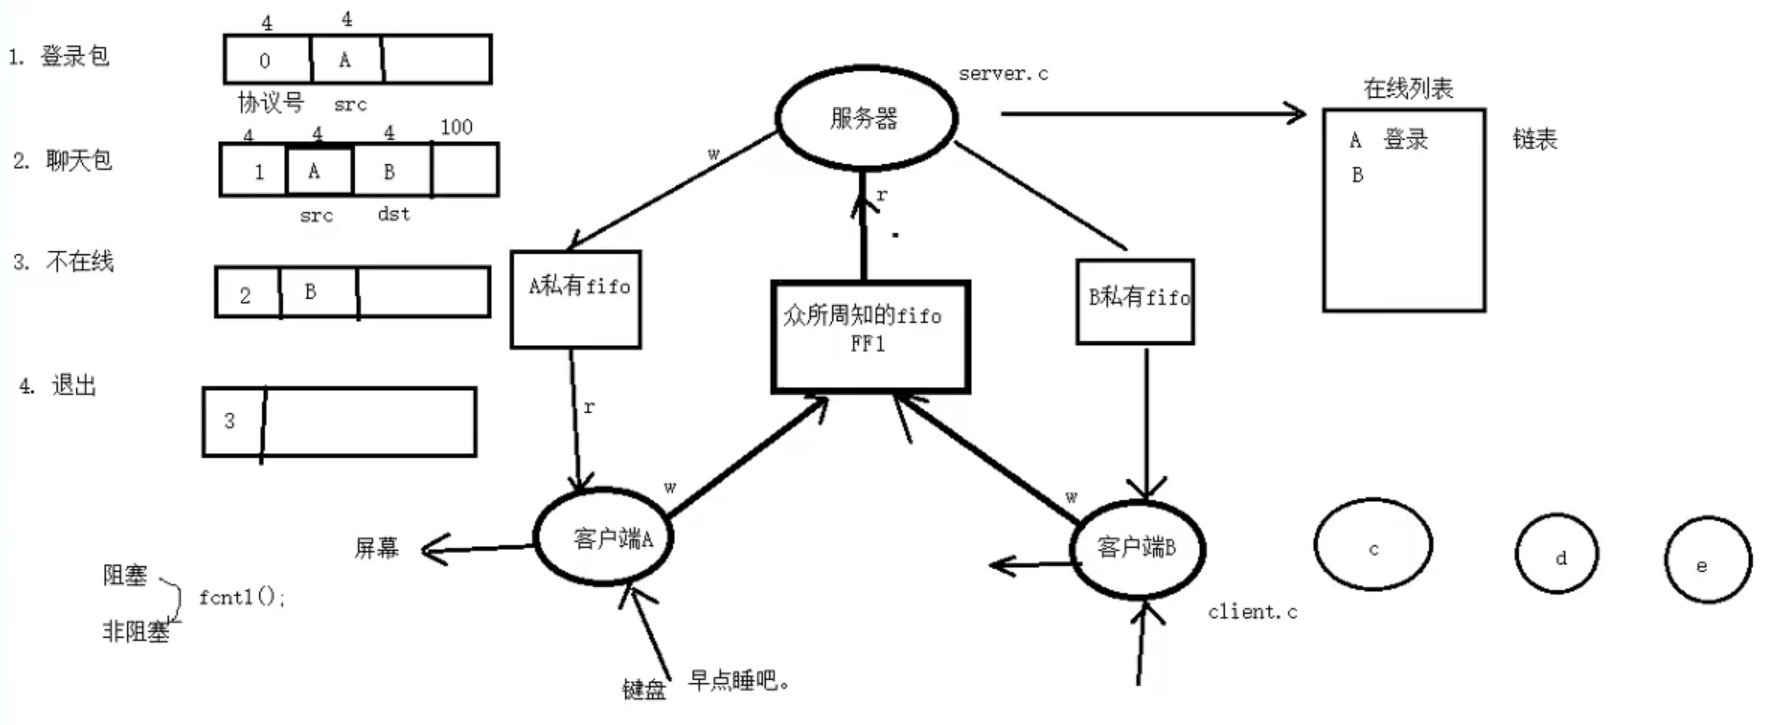 4 4
1. 登录包
0 A
协议号 src
4 4 4 100
2. 聊天包
1 A B
src dst
3. 不在线
2 B
4. 退出
3
server.c
服务器
w
r
在线列表
A 登录
B
链表
A私有fifo
众所周知的fifo
FF1
B私有fifo
r
w
w
客户端A
客户端B
屏幕
阻塞
fcntl();
非阻塞
键盘 早点睡吧。
client.c
c
d
e